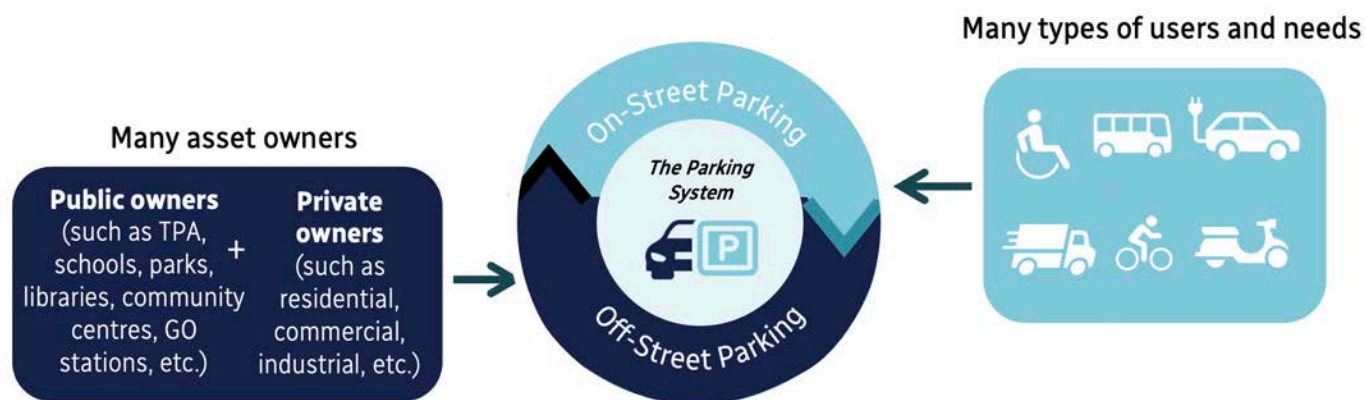 Many types of users and needs
Many asset owners
Public owners
(such as TPA,
schools, parks,
libraries, community
centres, GO
stations, etc.)
+
Private
owners
(such as
residential,
commercial,
industrial, etc.)
On-Street Parking
The Parking
System
P
Off-Street Parking